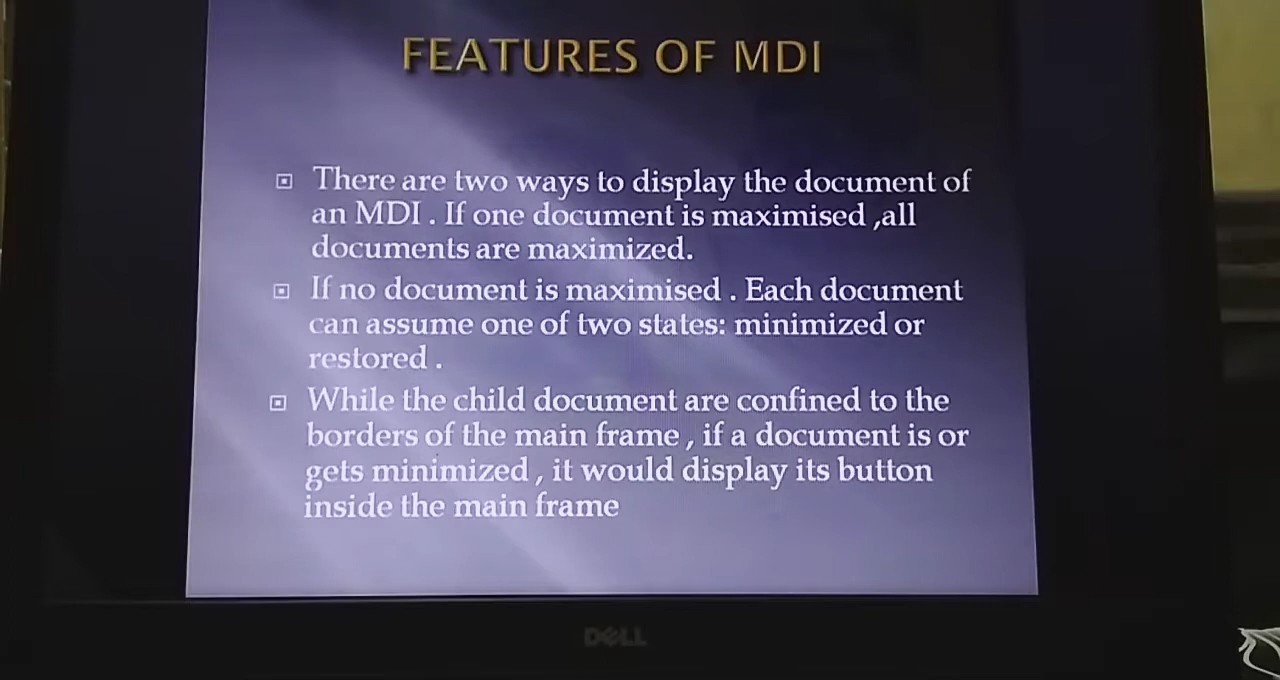 FEATURES OF MDI
There are two ways to display the document of
an MDI . If one document is maximised ,all
documents are maximized.
If no document is maximised . Each document
can assume one of two states: minimized or
restored .
While the child document are confined to the
borders of the main frame , if a document is or
gets minimized , it would display its button
inside the main frame
DELL